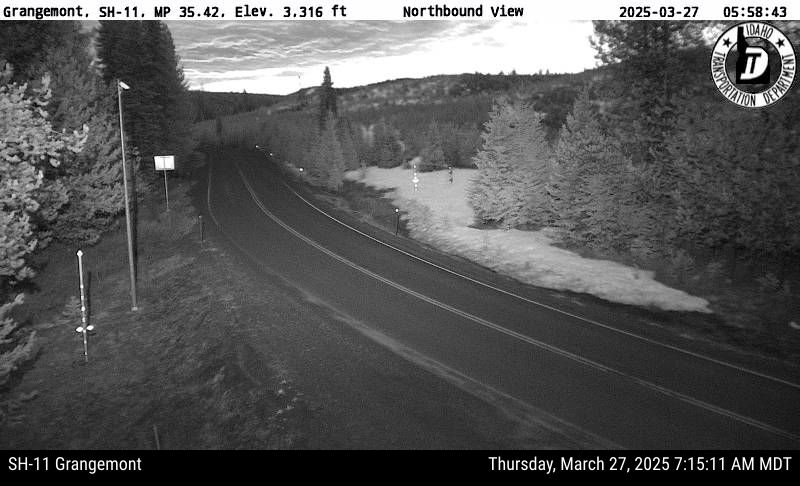 Grangemont, SH-11, MP 35.42, Elev. 3,316 ft Northbound View 2025-03-27 05:58:43
IDAHO
TRANSPORTATION DEPARTMENT
SH-11 Grangemont Thursday, March 27, 2025 7:15:11 AM MDT